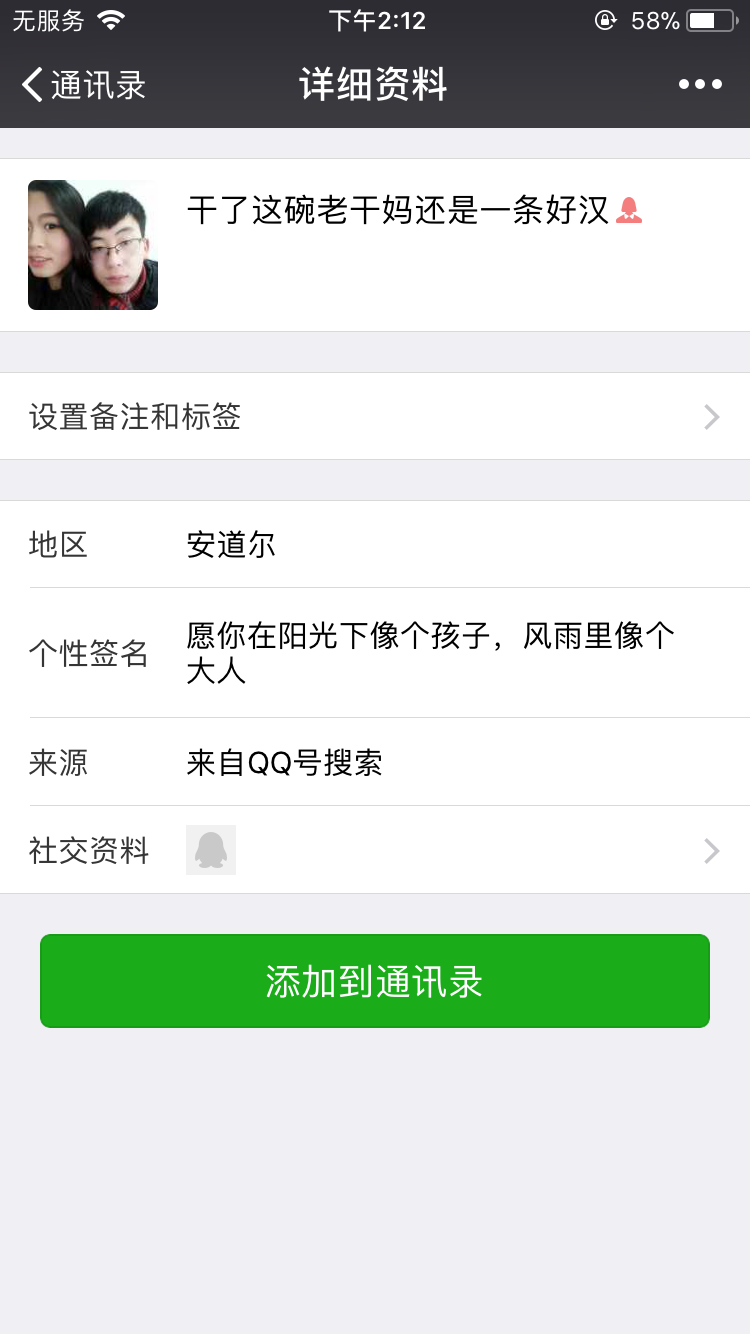 无服务 下午2:12 58%
通讯录 详细资料
干了这碗老干妈还是一条好汉
设置备注和标签
地区 安道尔
个性签名 愿你在阳光下像个孩子，风雨里像个
大人
来源 来自QQ号搜索
社交资料
添加到通讯录